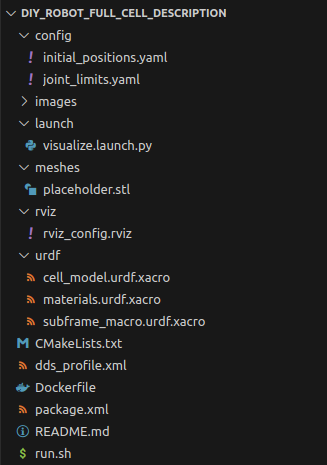 DIY_ROBOT_FULL_CELL_DESCRIPTION
config
initial_positions.yaml
joint_limits.yaml
images
launch
visualize.launch.py
meshes
placeholder.stl
rviz
rviz_config.rviz
urdf
cell_model.urdf.xacro
materials.urdf.xacro
subframe_macro.urdf.xacro
CMakeLists.txt
dds_profile.xml
Dockerfile
package.xml
README.md
run.sh